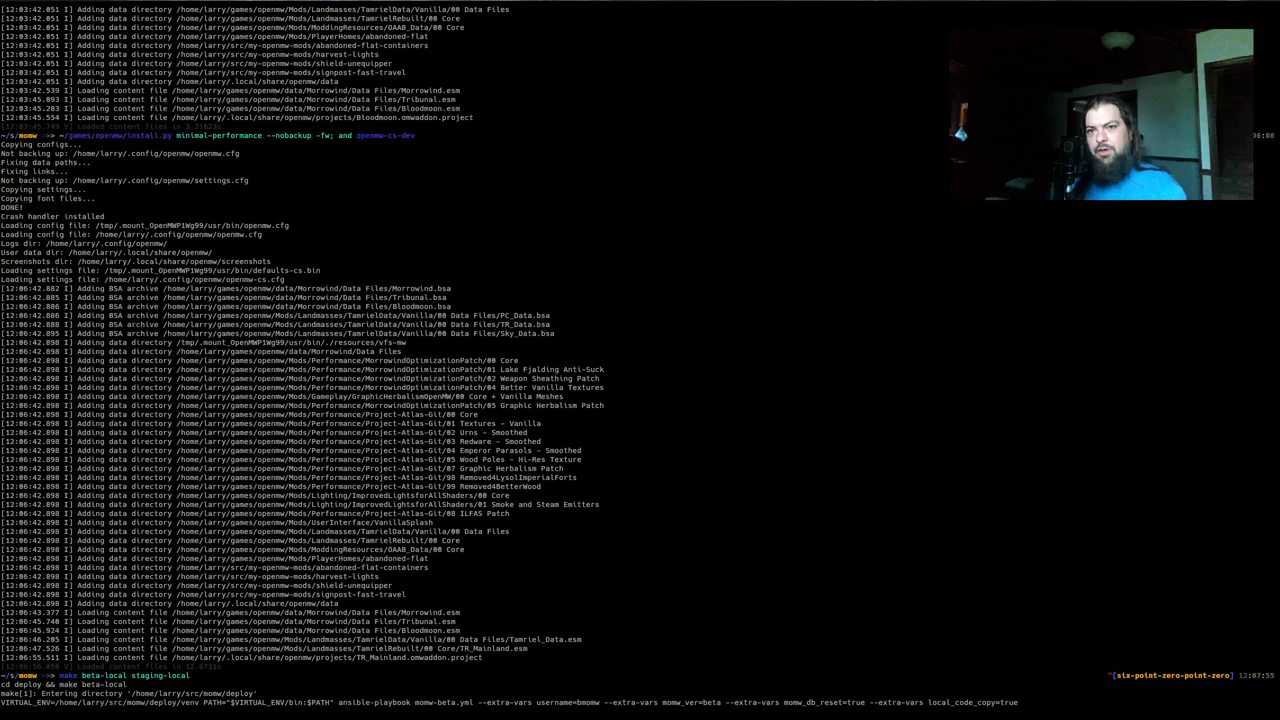 [12:03:42.051 I] Adding data directory /home/larry/games/openmw/Mods/Landmasses/TamrielData/Vanilla/00 Data Files
[12:03:42.051 I] Adding data directory /home/larry/games/openmw/Mods/Landmasses/TamrielRebuilt/00 Core
[12:03:42.051 I] Adding data directory /home/larry/games/openmw/Mods/ModdingResources/OAAB_Data/00 Core
[12:03:42.051 I] Adding data directory /home/larry/games/openmw/Mods/PlayerHomes/abandoned-flat
[12:03:42.051 I] Adding data directory /home/larry/src/my-openmw-mods/abandoned-flat-containers
[12:03:42.051 I] Adding data directory /home/larry/src/my-openmw-mods/harvest-lights
[12:03:42.051 I] Adding data directory /home/larry/src/my-openmw-mods/shield-unequipper
[12:03:42.051 I] Adding data directory /home/larry/src/my-openmw-mods/signpost-fast-travel
[12:03:42.051 I] Adding data directory /home/larry/.local/share/openmw/data
[12:03:42.539 I] Loading content file /home/larry/games/openmw/data/Morrowind/Data Files/Morrowind.esm
[12:03:45.093 I] Loading content file /home/larry/games/openmw/data/Morrowind/Data Files/Tribunal.esm
[12:03:45.283 I] Loading content file /home/larry/games/openmw/data/Morrowind/Data Files/Bloodmoon.esm
[12:03:45.554 I] Loading content file /home/larry/.local/share/openmw/projects/Bloodmoon.omwaddon.project
~/s/momw ->> ~/games/openmw/install.py minimal-performance --nobackup -fw; and openmw-cs-dev
Copying configs...
Not backing up: /home/larry/.config/openmw/openmw.cfg
Fixing data paths...
Fixing links...
Not backing up: /home/larry/.config/openmw/settings.cfg
Copying settings...
Copying font files...
DONE!
Crash handler installed
Loading config file: /tmp/.mount_OpenMWP1Wg99/usr/bin/openmw.cfg
Loading config file: /home/larry/.config/openmw/openmw.cfg
Logs dir: /home/larry/.config/openmw/
User data dir: /home/larry/.local/share/openmw/
Screenshots dir: /home/larry/.local/share/openmw/screenshots
Loading settings file: /tmp/.mount_OpenMWP1Wg99/usr/bin/defaults-cs.bin
Loading settings file: /home/larry/.config/openmw/openmw-cs.cfg
[12:06:42.882 I] Adding BSA archive /home/larry/games/openmw/data/Morrowind/Data Files/Morrowind.bsa
[12:06:42.885 I] Adding BSA archive /home/larry/games/openmw/data/Morrowind/Data Files/Tribunal.bsa
[12:06:42.886 I] Adding BSA archive /home/larry/games/openmw/data/Morrowind/Data Files/Bloodmoon.bsa
[12:06:42.886 I] Adding BSA archive /home/larry/games/openmw/Mods/Landmasses/TamrielData/Vanilla/00 Data Files/PC_Data.bsa
[12:06:42.888 I] Adding BSA archive /home/larry/games/openmw/Mods/Landmasses/TamrielData/Vanilla/00 Data Files/TR_Data.bsa
[12:06:42.895 I] Adding BSA archive /home/larry/games/openmw/Mods/Landmasses/TamrielData/Vanilla/00 Data Files/Sky_Data.bsa
[12:06:42.898 I] Adding data directory /tmp/.mount_OpenMWP1Wg99/usr/bin/./resources/vfs-mw
[12:06:42.898 I] Adding data directory /home/larry/games/openmw/data/Morrowind/Data Files
[12:06:42.898 I] Adding data directory /home/larry/games/openmw/Mods/Performance/MorrowindOptimizationPatch/00 Core
[12:06:42.898 I] Adding data directory /home/larry/games/openmw/Mods/Performance/MorrowindOptimizationPatch/01 Lake Fjalding Anti-Suck
[12:06:42.898 I] Adding data directory /home/larry/games/openmw/Mods/Performance/MorrowindOptimizationPatch/02 Weapon Sheathing Patch
[12:06:42.898 I] Adding data directory /home/larry/games/openmw/Mods/Performance/MorrowindOptimizationPatch/04 Better Vanilla Textures
[12:06:42.898 I] Adding data directory /home/larry/games/openmw/Mods/Gameplay/GraphicHerbalismOpenMW/00 Core + Vanilla Meshes
[12:06:42.898 I] Adding data directory /home/larry/games/openmw/Mods/Performance/MorrowindOptimizationPatch/05 Graphic Herbalism Patch
[12:06:42.898 I] Adding data directory /home/larry/games/openmw/Mods/Performance/Project-Atlas-Git/00 Core
[12:06:42.898 I] Adding data directory /home/larry/games/openmw/Mods/Performance/Project-Atlas-Git/01 Textures - Vanilla
[12:06:42.898 I] Adding data directory /home/larry/games/openmw/Mods/Performance/Project-Atlas-Git/02 Urns - Smoothed
[12:06:42.898 I] Adding data directory /home/larry/games/openmw/Mods/Performance/Project-Atlas-Git/03 Redware - Smoothed
[12:06:42.898 I] Adding data directory /home/larry/games/openmw/Mods/Performance/Project-Atlas-Git/04 Emperor Parasols - Smoothed
[12:06:42.898 I] Adding data directory /home/larry/games/openmw/Mods/Performance/Project-Atlas-Git/05 Wood Poles - Hi-Res Texture
[12:06:42.898 I] Adding data directory /home/larry/games/openmw/Mods/Performance/Project-Atlas-Git/07 Graphic Herbalism Patch
[12:06:42.898 I] Adding data directory /home/larry/games/openmw/Mods/Performance/Project-Atlas-Git/98 Removed4LysolImperialForts
[12:06:42.898 I] Adding data directory /home/larry/games/openmw/Mods/Performance/Project-Atlas-Git/99 Removed4BetterWood
[12:06:42.898 I] Adding data directory /home/larry/games/openmw/Mods/Lighting/ImprovedLightsforAllShaders/00 Core
[12:06:42.898 I] Adding data directory /home/larry/games/openmw/Mods/Lighting/ImprovedLightsforAllShaders/01 Smoke and Steam Emitters
[12:06:42.898 I] Adding data directory /home/larry/games/openmw/Mods/Performance/Project-Atlas-Git/08 ILFAS Patch
[12:06:42.898 I] Adding data directory /home/larry/games/openmw/Mods/UserInterface/VanillaSplash
[12:06:42.898 I] Adding data directory /home/larry/games/openmw/Mods/Landmasses/TamrielData/Vanilla/00 Data Files
[12:06:42.898 I] Adding data directory /home/larry/games/openmw/Mods/Landmasses/TamrielRebuilt/00 Core
[12:06:42.898 I] Adding data directory /home/larry/games/openmw/Mods/ModdingResources/OAAB_Data/00 Core
[12:06:42.898 I] Adding data directory /home/larry/games/openmw/Mods/PlayerHomes/abandoned-flat
[12:06:42.898 I] Adding data directory /home/larry/src/my-openmw-mods/abandoned-flat-containers
[12:06:42.898 I] Adding data directory /home/larry/src/my-openmw-mods/harvest-lights
[12:06:42.898 I] Adding data directory /home/larry/src/my-openmw-mods/shield-unequipper
[12:06:42.898 I] Adding data directory /home/larry/src/my-openmw-mods/signpost-fast-travel
[12:06:42.898 I] Adding data directory /home/larry/.local/share/openmw/data
[12:06:43.377 I] Loading content file /home/larry/games/openmw/data/Morrowind/Data Files/Morrowind.esm
[12:06:45.740 I] Loading content file /home/larry/games/openmw/data/Morrowind/Data Files/Tribunal.esm
[12:06:45.924 I] Loading content file /home/larry/games/openmw/data/Morrowind/Data Files/Bloodmoon.esm
[12:06:46.205 I] Loading content file /home/larry/games/openmw/Mods/Landmasses/TamrielData/Vanilla/00 Data Files/Tamriel_Data.esm
[12:06:47.526 I] Loading content file /home/larry/games/openmw/Mods/Landmasses/TamrielRebuilt/00 Core/TR_Mainland.esm
[12:06:55.511 I] Loading content file /home/larry/.local/share/openmw/projects/TR_Mainland.omwaddon.project
Loaded content files in 12.6731s
~/s/momw ->> make beta-local staging-local *[six-point-zero-point-zero] 12:07:55
cd deploy && make beta-local
make[1]: Entering directory '/home/larry/src/momw/deploy'
VIRTUAL_ENV=/home/larry/src/momw/deploy/venv PATH="$VIRTUAL_ENV/bin:$PATH" ansible-playbook momw-beta.yml --extra-vars username=bmomw --extra-vars momw_ver=beta --extra-vars momw_db_reset=true --extra-vars local_code_copy=true